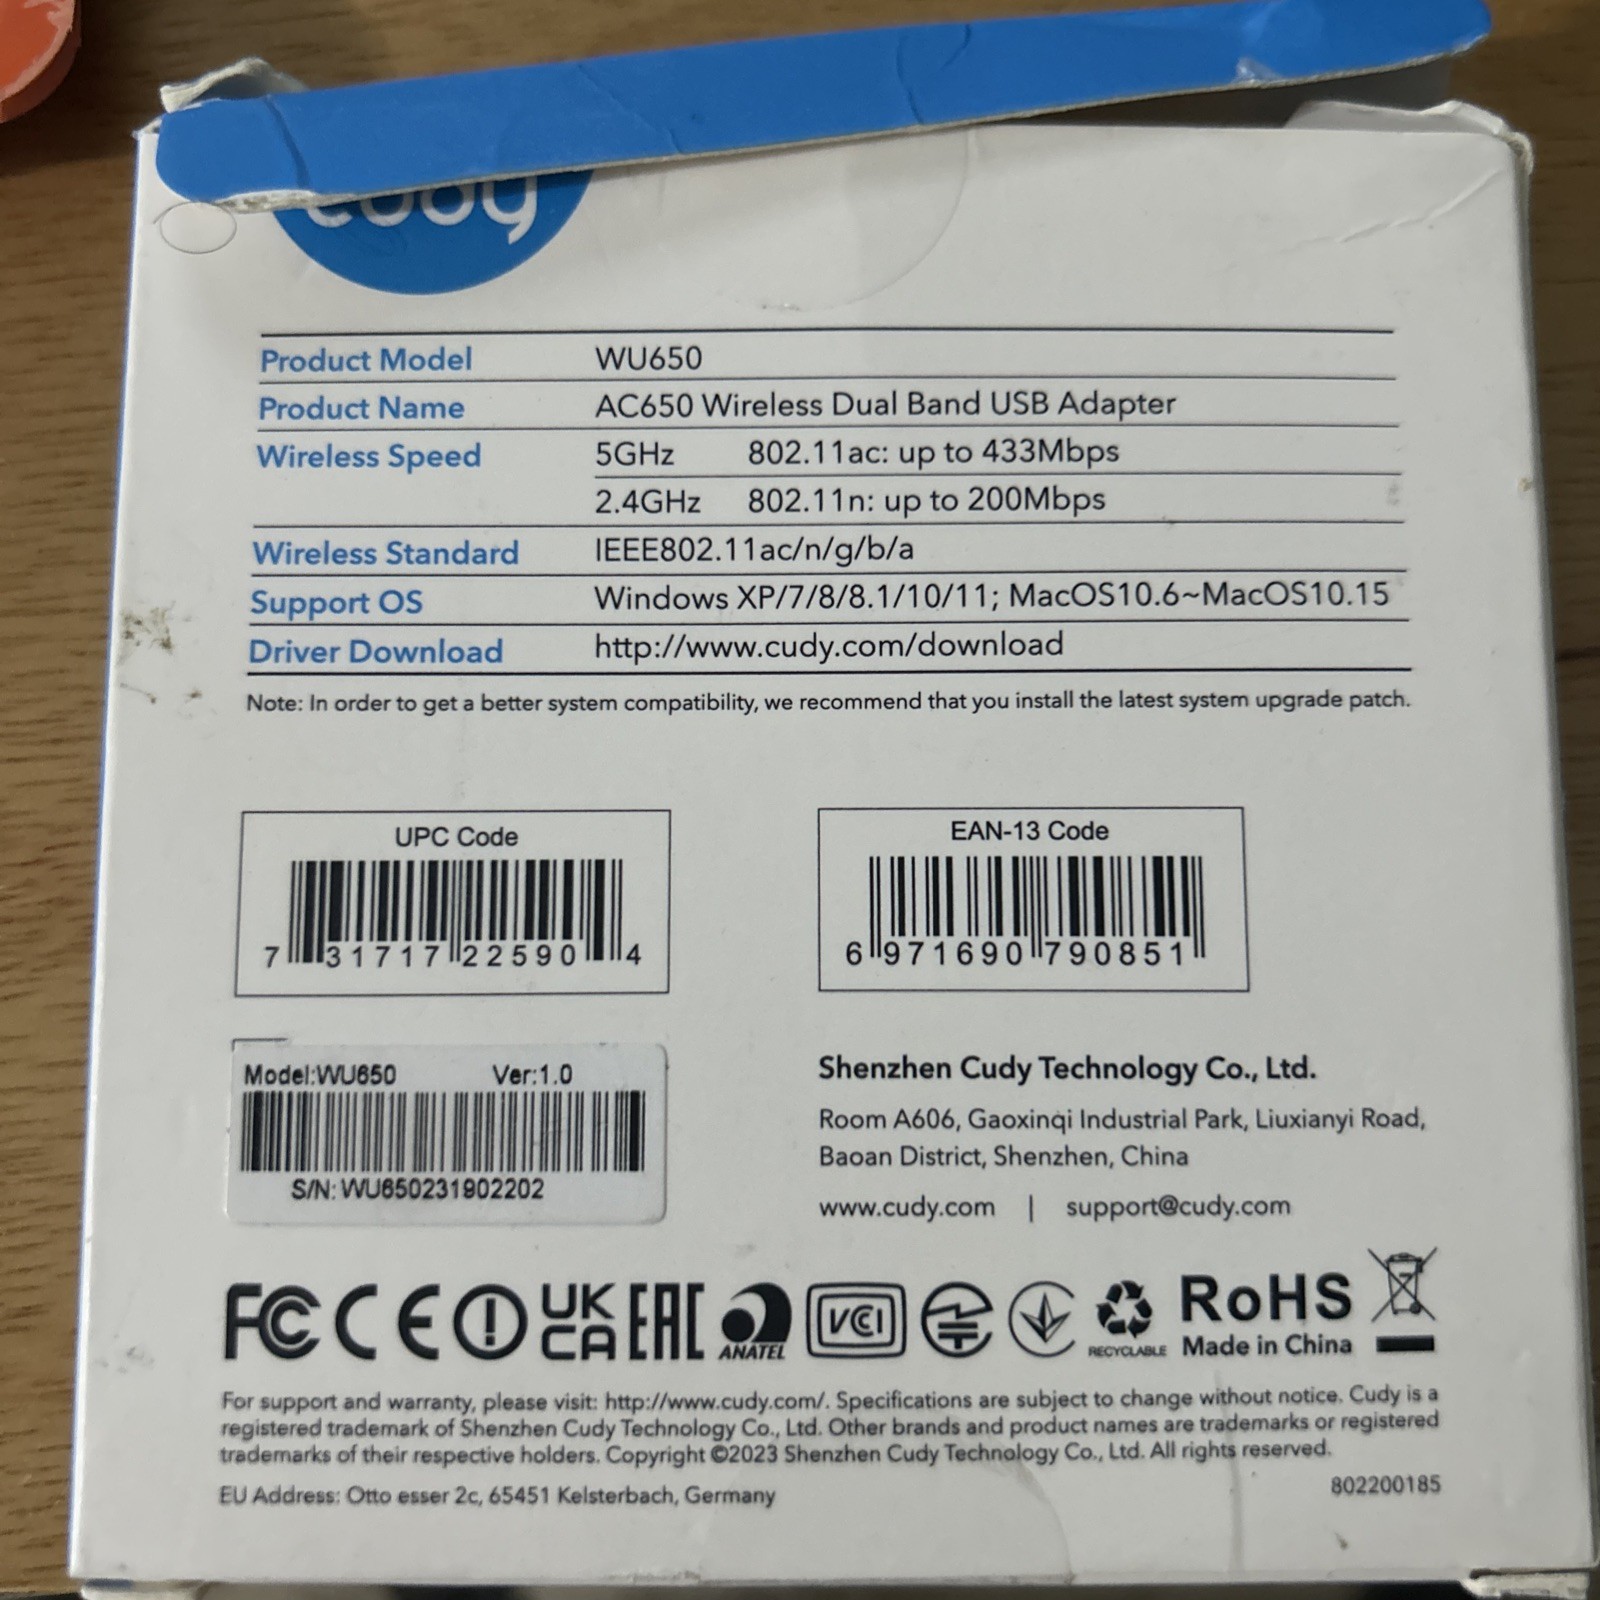 cudy
Product Model WU650
Product Name AC650 Wireless Dual Band USB Adapter
Wireless Speed 5GHz 802.11ac: up to 433Mbps
2.4GHz 802.11n: up to 200Mbps
Wireless Standard IEEE802.11ac/n/g/b/a
Support OS Windows XP/7/8/8.1/10/11; MacOS10.6~MacOS10.15
Driver Download http://www.cudy.com/download
Note: In order to get a better system compatibility, we recommend that you install the latest system upgrade patch.
UPC Code
7 31717 22590 4
EAN-13 Code
6 971690 790851
Model:WU650 Ver:1.0
S/N: WU650231902202
Shenzhen Cudy Technology Co., Ltd.
Room A606, Gaoxinqi Industrial Park, Liuxianyi Road,
Baoan District, Shenzhen, China
www.cudy.com | support@cudy.com
FC CE UK CA EAC ANATEL VCCI RECYCLABLE RoHS
Made in China
For support and warranty, please visit: http://www.cudy.com/. Specifications are subject to change without notice. Cudy is a
registered trademark of Shenzhen Cudy Technology Co., Ltd. Other brands and product names are trademarks or registered
trademarks of their respective holders. Copyright ©2023 Shenzhen Cudy Technology Co., Ltd. All rights reserved.
EU Address: Otto esser 2c, 65451 Kelsterbach, Germany
802200185